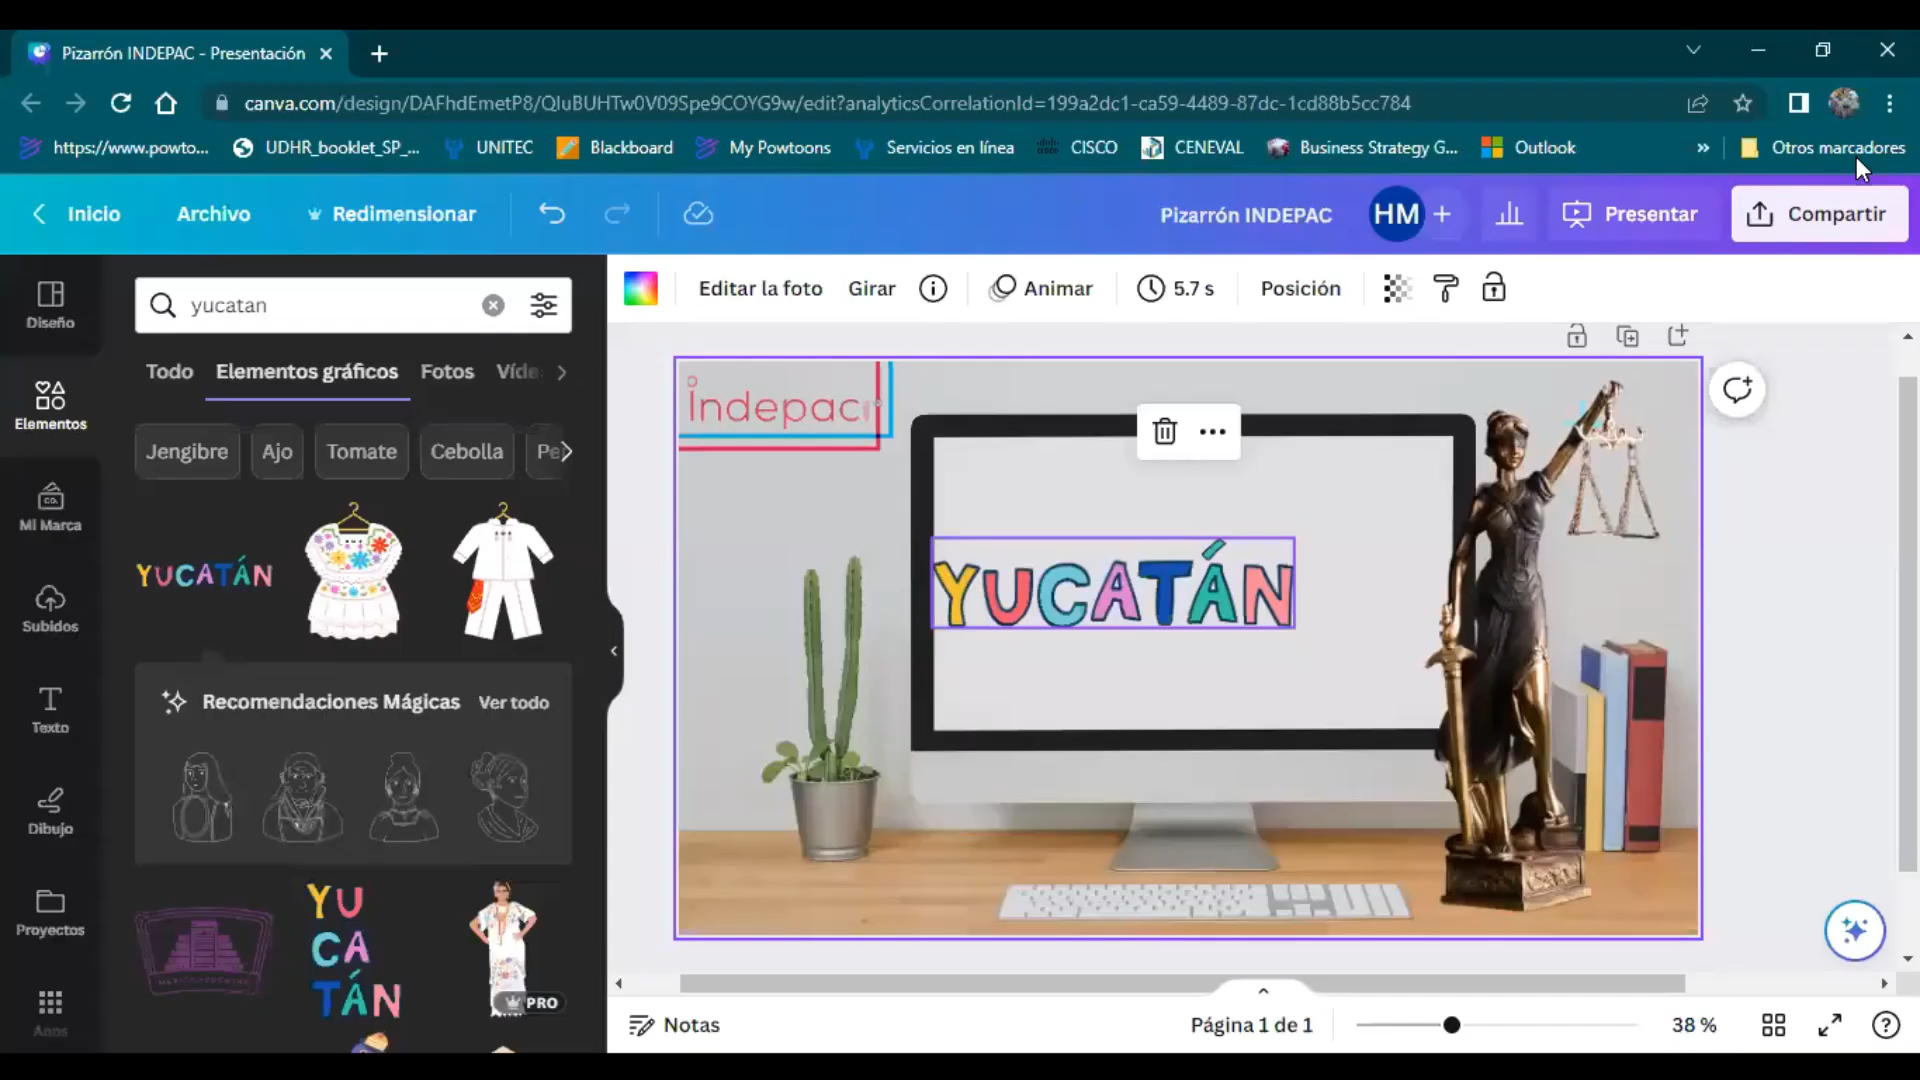 Pizarrón INDEPAC - Presentación
canva.com/design/DAFhdEmetP8/QIuBUHTw0V09Spe9COYG9w/edit?analyticsCorrelationId=199a2dc1-ca59-4489-87dc-1cd88b5cc784
https://www.powto... UDHR_booklet_SP_... UNITEC Blackboard My Powtoons Servicios en línea CISCO CENEVAL Business Strategy G... Outlook » Otros marcadores
Inicio Archivo Redimensionar Pizarrón INDEPAC HM + Presentar Compartir
Diseño
Elementos
Mi Marca
Subidos
Texto
Dibujo
Proyectos
Apps
yucatan
Todo Elementos gráficos Fotos Víde
Jengibre Ajo Tomate Cebolla Pe
YUCATÁN
Recomendaciones Mágicas Ver todo
YU
CA
TÁN
PRO
Editar la foto Girar Animar 5.7 s Posición
indepac
YUCATÁN
Notas Página 1 de 1 38 %